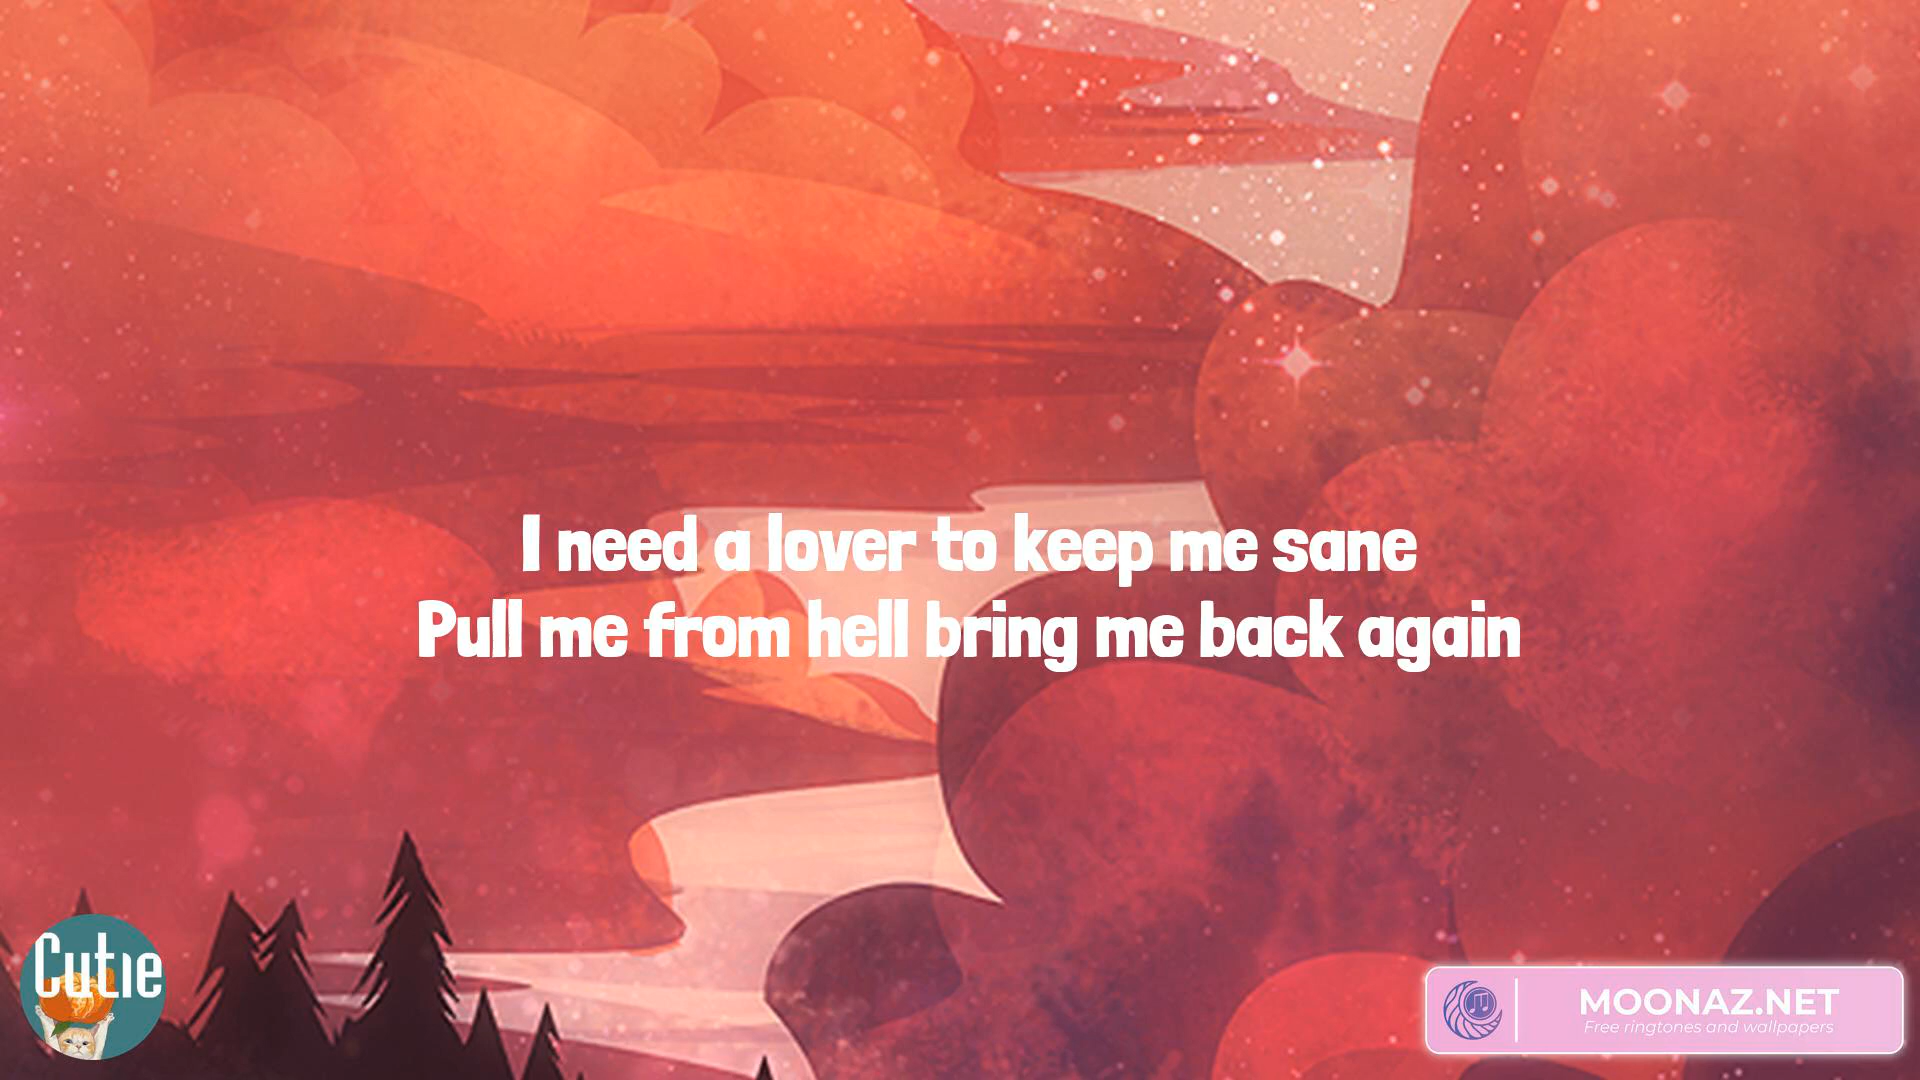 I need a lover to keep me sane
Pull me from hell bring me back again
Cutie
MOONAZ.NET
Free ringtones and wallpapers